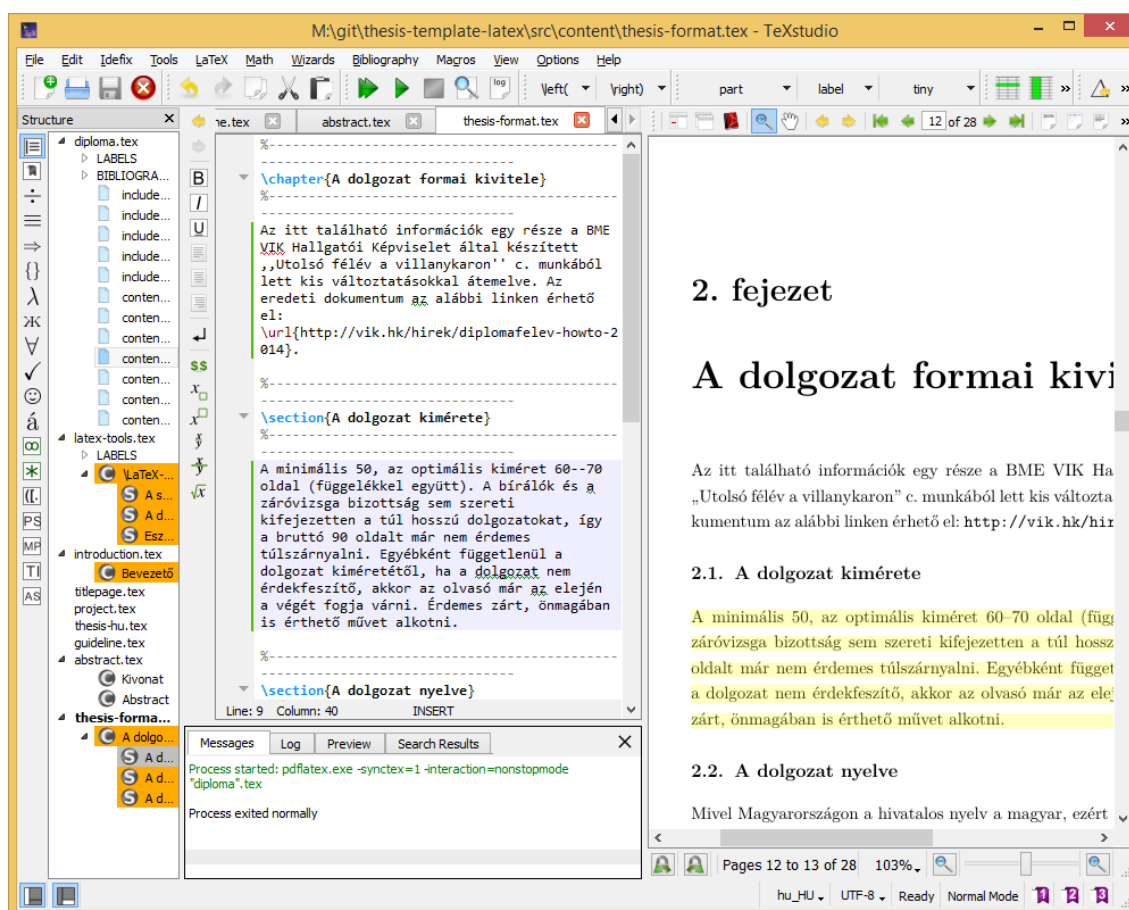 M:\git\thesis-template-latex\src\content\thesis-format.tex - TeXstudio
File Edit Idefix Tools LaTeX Math Wizards Bibliography Macros View Options Help
log \left( \right) part label tiny »  »
Structure
diploma.tex
LABELS
BIBLIOGRA...
include...
include...
include...
include...
include...
conten...
conten...
conten...
conten...
conten...
conten...
conten...
latex-tools.tex
LABELS
\LaTeX-...
A s...
A d...
Esz...
introduction.tex
Bevezető
titlepage.tex
project.tex
thesis-hu.tex
guideline.tex
abstract.tex
Kivonat
Abstract
thesis-forma...
A dolgo...
A d...
A d...
A d...
ne.tex abstract.tex thesis-format.tex
%-----------------------------------------------
----------------------------------
\chapter{A dolgozat formai kivitele}
%-----------------------------------------------
----------------------------------
Az itt található információk egy része a BME
VIK Hallgatói Képviselet által készített
,,Utolsó félév a villanykaron'' c. munkából
lett kis változtatásokkal átemelve. Az
eredeti dokumentum az alábbi linken érhető
el:
\url{http://vik.hk/hirek/diplomafelev-howto-2
014}.
%-----------------------------------------------
----------------------------------
\section{A dolgozat kimérete}
%-----------------------------------------------
----------------------------------
A minimális 50, az optimális kiméret 60--70
oldal (függelékkel együtt). A bírálók és a
záróvizsga bizottság sem szereti
kifejezetten a túl hosszú dolgozatokat, így
a bruttó 90 oldalt már nem érdemes
túlszárnyalni. Egyébként függetlenül a
dolgozat kiméretétől, ha a dolgozat nem
érdekfeszítő, akkor az olvasó már az elején
a végét fogja várni. Érdemes zárt, önmagában
is érthető művet alkotni.
%-----------------------------------------------
----------------------------------
\section{A dolgozat nyelve}
Line: 9 Column: 40 INSERT
Messages Log Preview Search Results
Process started: pdflatex.exe -synctex=1 -interaction=nonstopmode
"diploma".tex
Process exited normally
12 of 28 »
2. fejezet
A dolgozat formai kivi
Az itt található információk egy része a BME VIK Ha
„Utolsó félév a villanykaron” c. munkából lett kis változta
kumentum az alábbi linken érhető el: http://vik.hk/hir
2.1. A dolgozat kimérete
A minimális 50, az optimális kiméret 60–70 oldal (függ
záróvizsga bizottság sem szereti kifejezetten a túl hossz
oldalt már nem érdemes túlszárnyalni. Egyébként függet
a dolgozat nem érdekfeszítő, akkor az olvasó már az elej
zárt, önmagában is érthető művet alkotni.
2.2. A dolgozat nyelve
Mivel Magyarországon a hivatalos nyelv a magyar, ezért
Pages 12 to 13 of 28 103%
hu_HU UTF-8 Ready Normal Mode 1 2 3